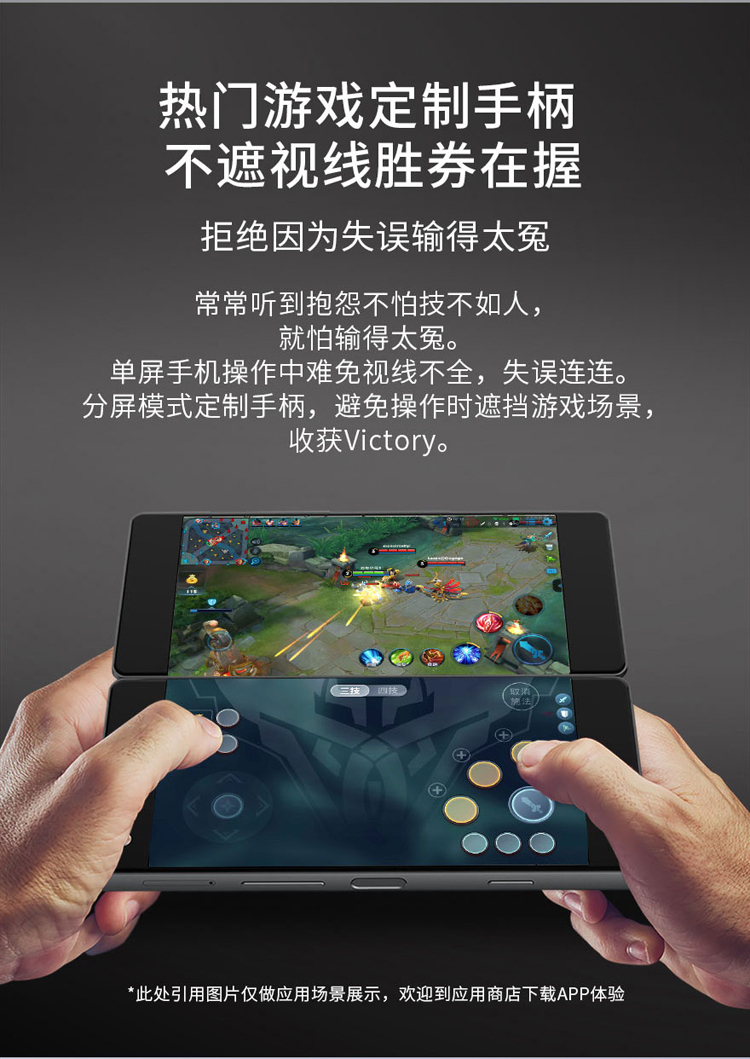 热门游戏定制手柄
不遮视线胜券在握
拒绝因为失误输得太冤
常常听到抱怨不怕技不如人，
就怕输得太冤。
单屏手机操作中难免视线不全，失误连连。
分屏模式定制手柄，避免操作时遮挡游戏场景，
收获Victory。
三技 四技
取消
施法
*此处引用图片仅做应用场景展示，欢迎到应用商店下载APP体验